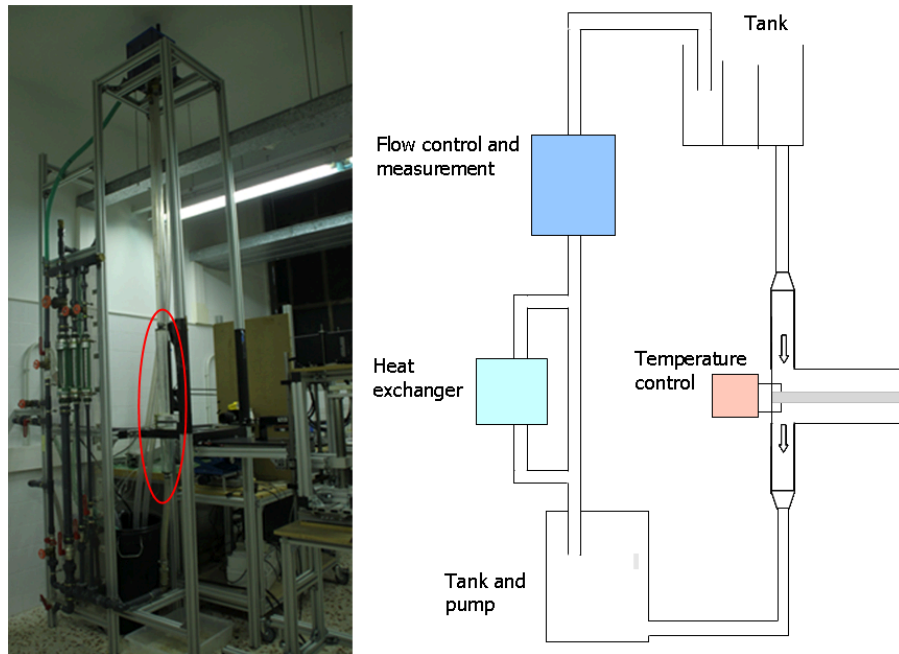 Tank
Flow control and
measurement
Heat
exchanger
Temperature
control
Tank and
pump